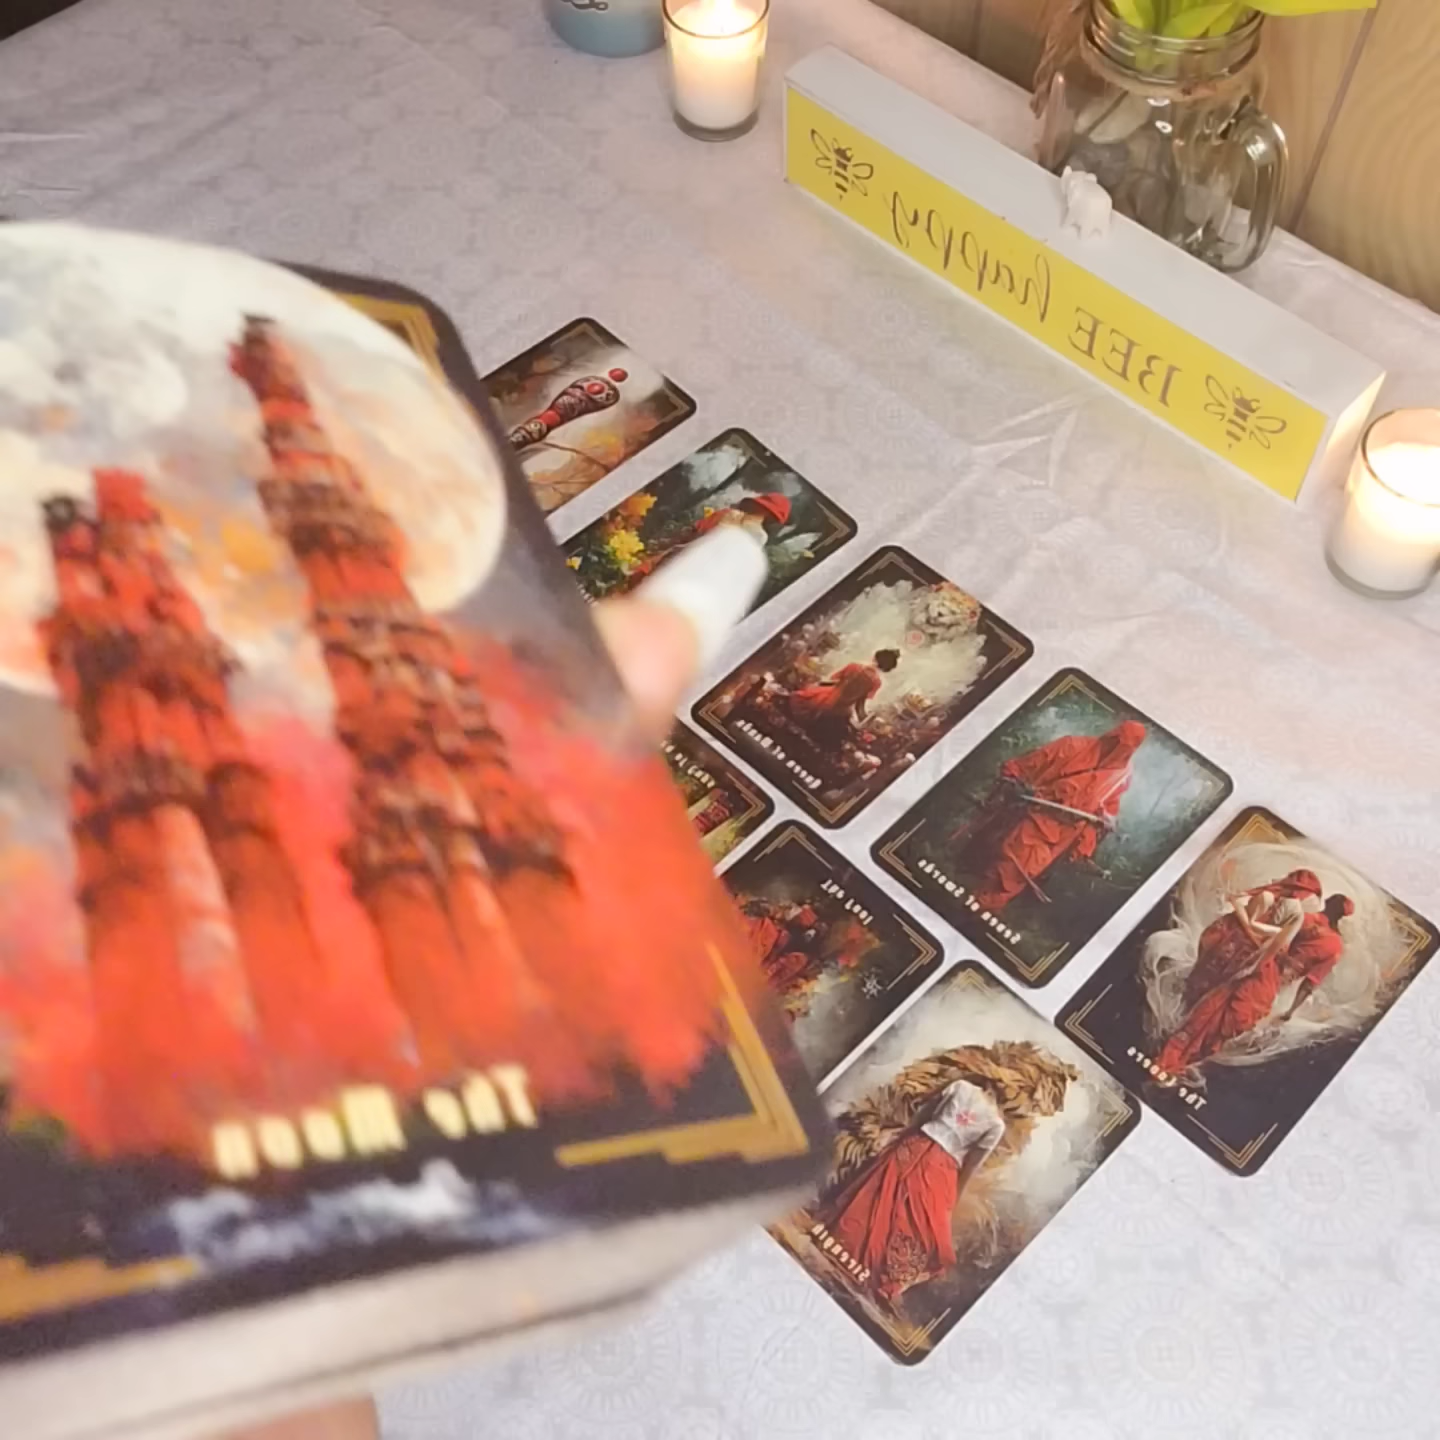 BEE happy
Queen of Wands
Seven of Swords
The Lovers
The Fool
Strength
The Moon